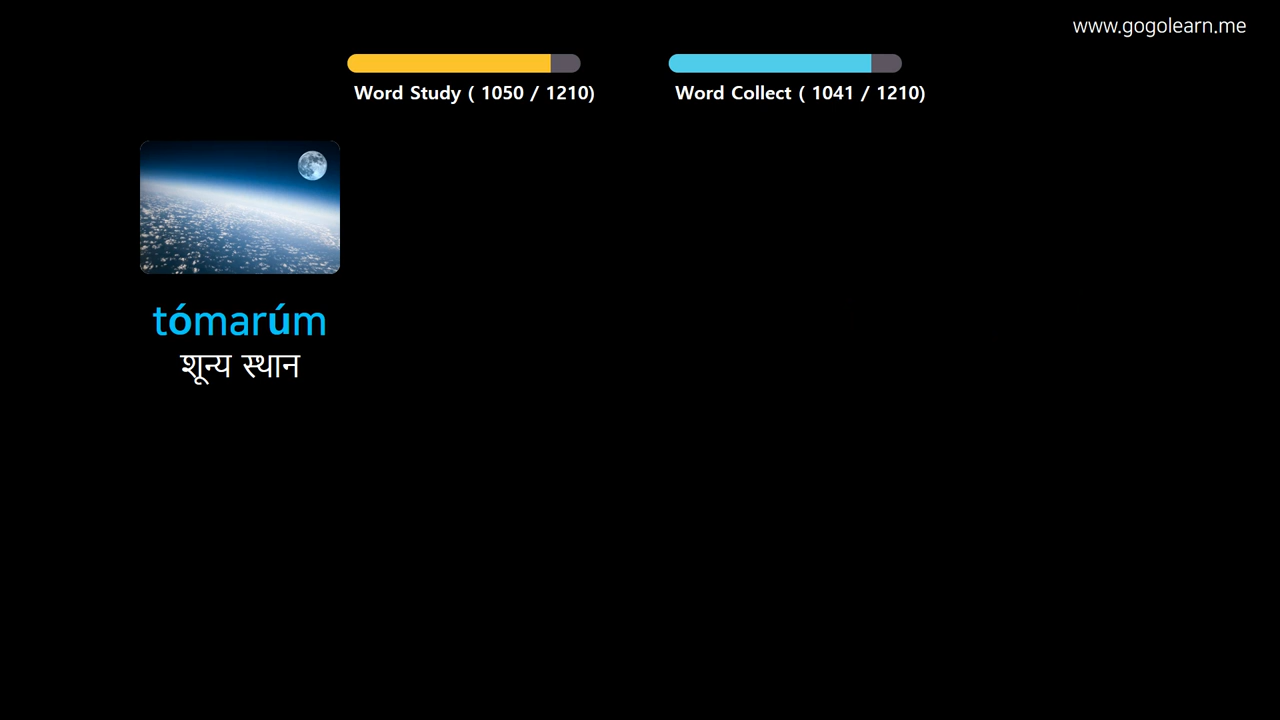 www.gogolearn.me
Word Study ( 1050 / 1210)
Word Collect ( 1041 / 1210)
tómarúm
शून्य स्थान